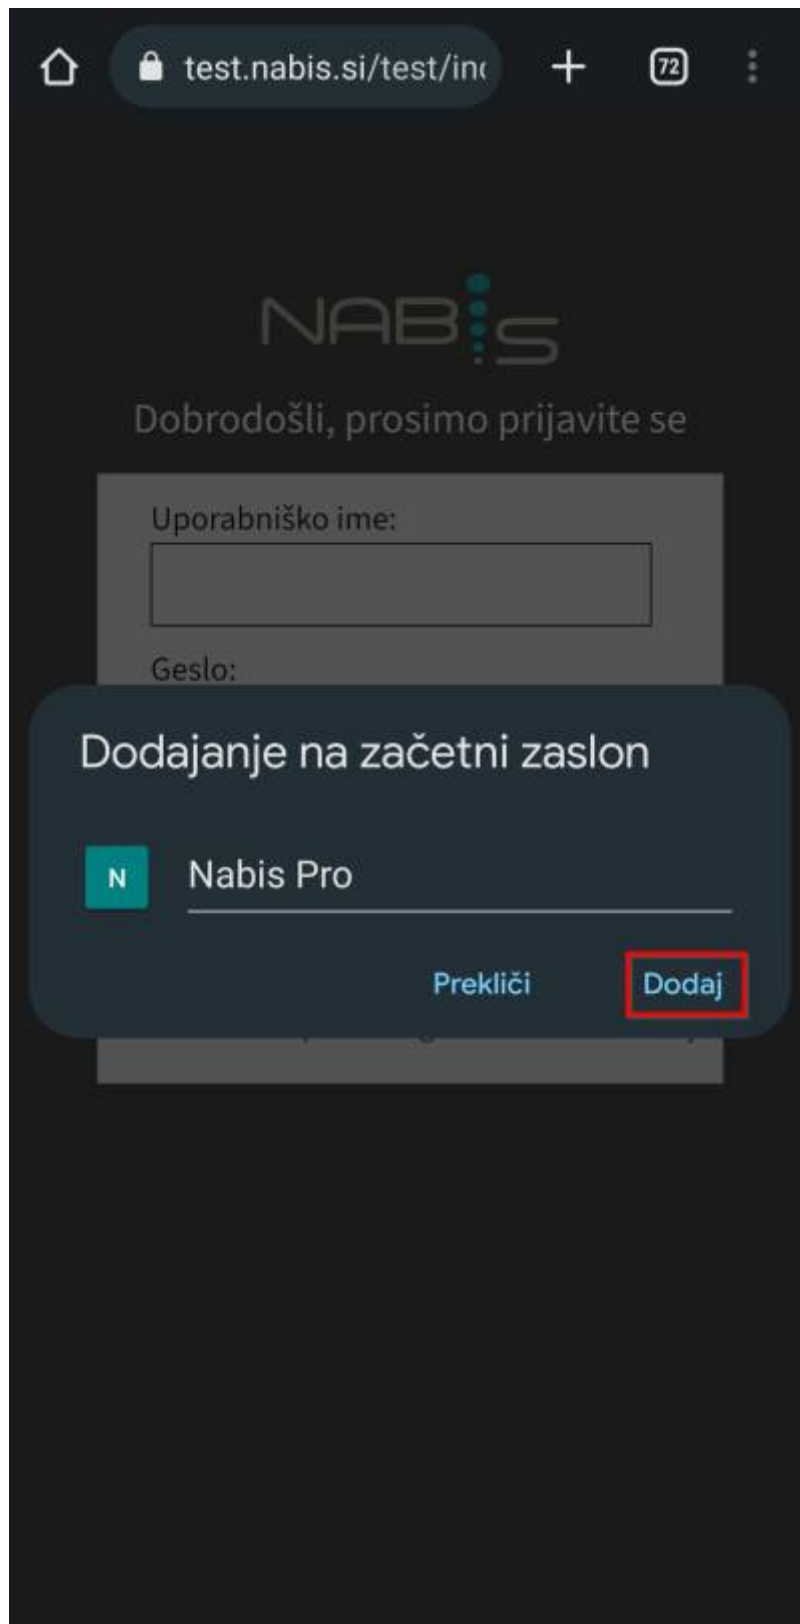 test.nabis.si/test/in
72
NABiS
Dobrodošli, prosimo prijavite se
Uporabniško ime:
Geslo:
Dodajanje na začetni zaslon
N
Nabis Pro
Prekliči
Dodaj